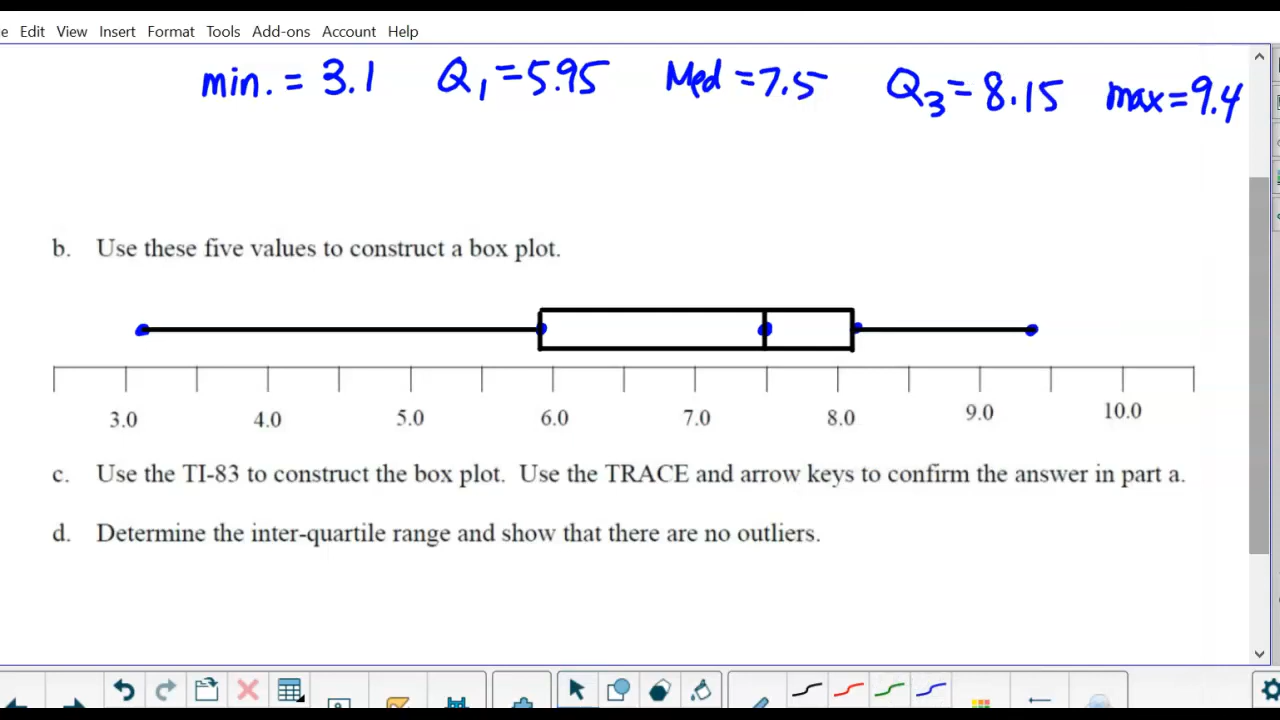 e Edit View Insert Format Tools Add-ons Account Help
min. = 3.1 Q₁ = 5.95 Med = 7.5 Q₃ = 8.15 max = 9.4
b. Use these five values to construct a box plot.
3.0 4.0 5.0 6.0 7.0 8.0 9.0 10.0
c. Use the TI-83 to construct the box plot. Use the TRACE and arrow keys to confirm the answer in part a.
d. Determine the inter-quartile range and show that there are no outliers.